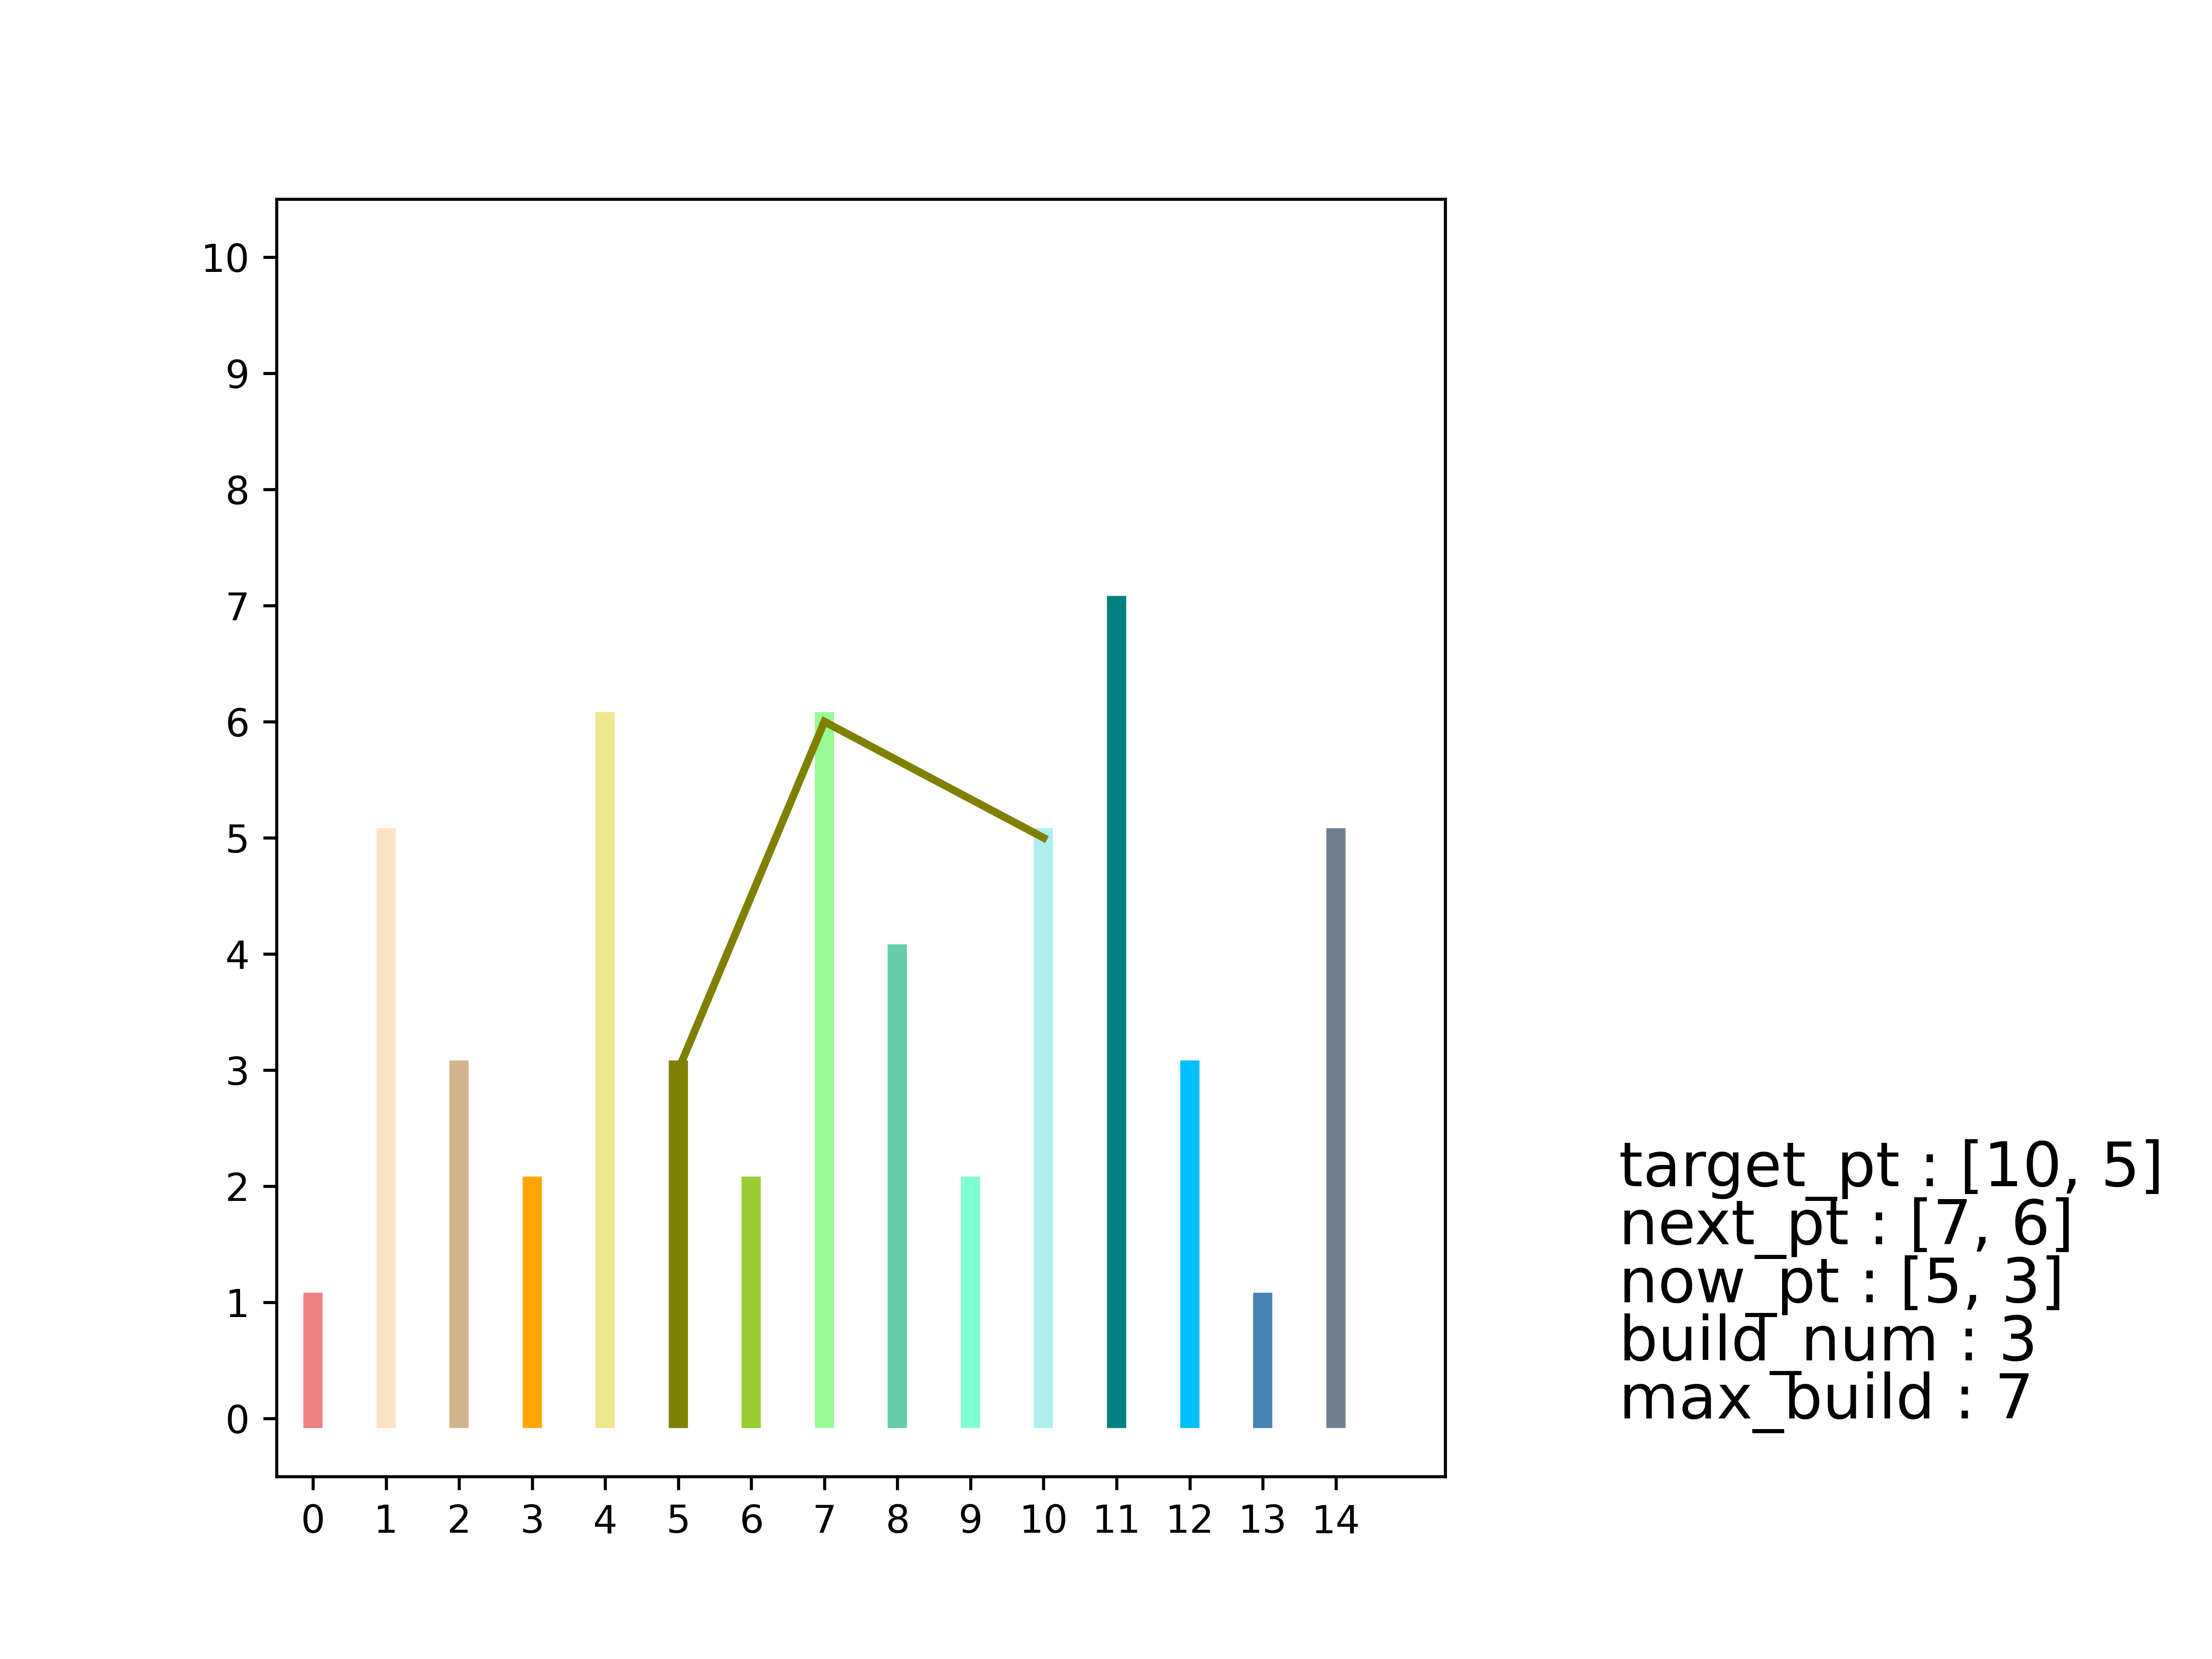 10
9
8
7
6
5
4
3
2
1
0
0 1 2 3 4 5 6 7 8 9 10 11 12 13 14
target_pt : [10, 5]
next_pt : [7, 6]
now_pt : [5, 3]
build_num : 3
max_build : 7